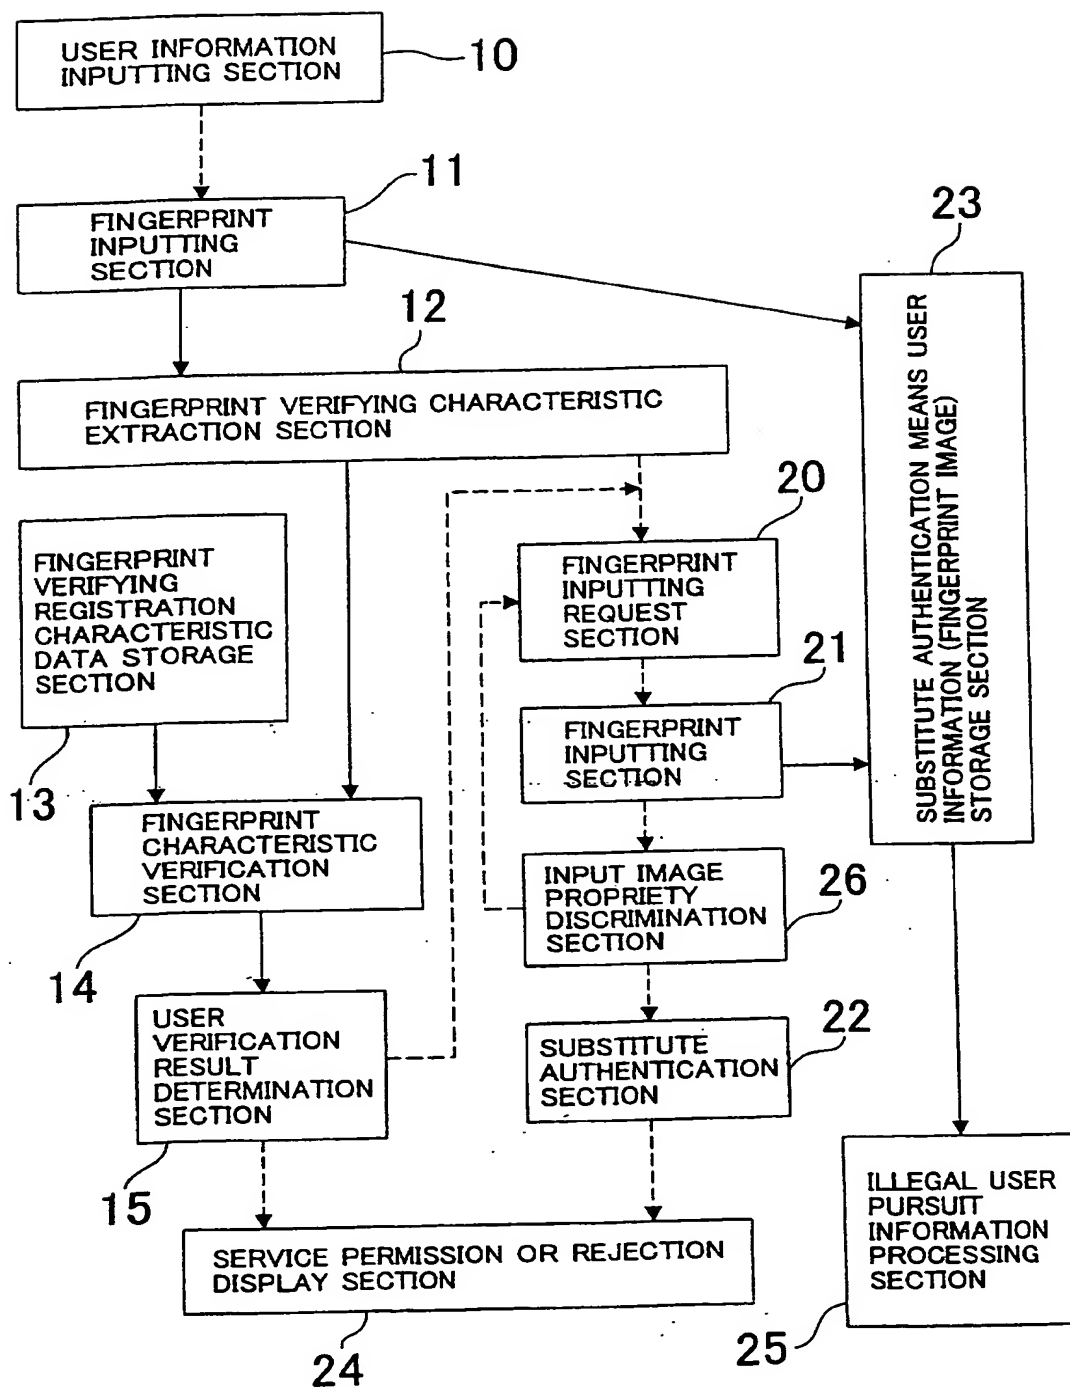 USER INFORMATION
INPUTTING SECTION
10
11
FINGERPRINT
INPUTTING
SECTION
23
12
FINGERPRINT VERIFYING CHARACTERISTIC
EXTRACTION SECTION
SUBSTITUTE AUTHENTICATION MEANS USER
INFORMATION (FINGERPRINT IMAGE)
STORAGE SECTION
20
FINGERPRINT
VERIFYING
REGISTRATION
CHARACTERISTIC
DATA STORAGE
SECTION
13
FINGERPRINT
INPUTTING
REQUEST
SECTION
21
FINGERPRINT
INPUTTING
SECTION
FINGERPRINT
CHARACTERISTIC
VERIFICATION
SECTION
14
INPUT IMAGE
PROPRIETY
DISCRIMINATION
SECTION
26
USER
VERIFICATION
RESULT
DETERMINATION
SECTION
15
22
SUBSTITUTE
AUTHENTICATION
SECTION
SERVICE PERMISSION OR REJECTION
DISPLAY SECTION
24
ILLEGAL USER
PURSUIT
INFORMATION
PROCESSING
SECTION
25